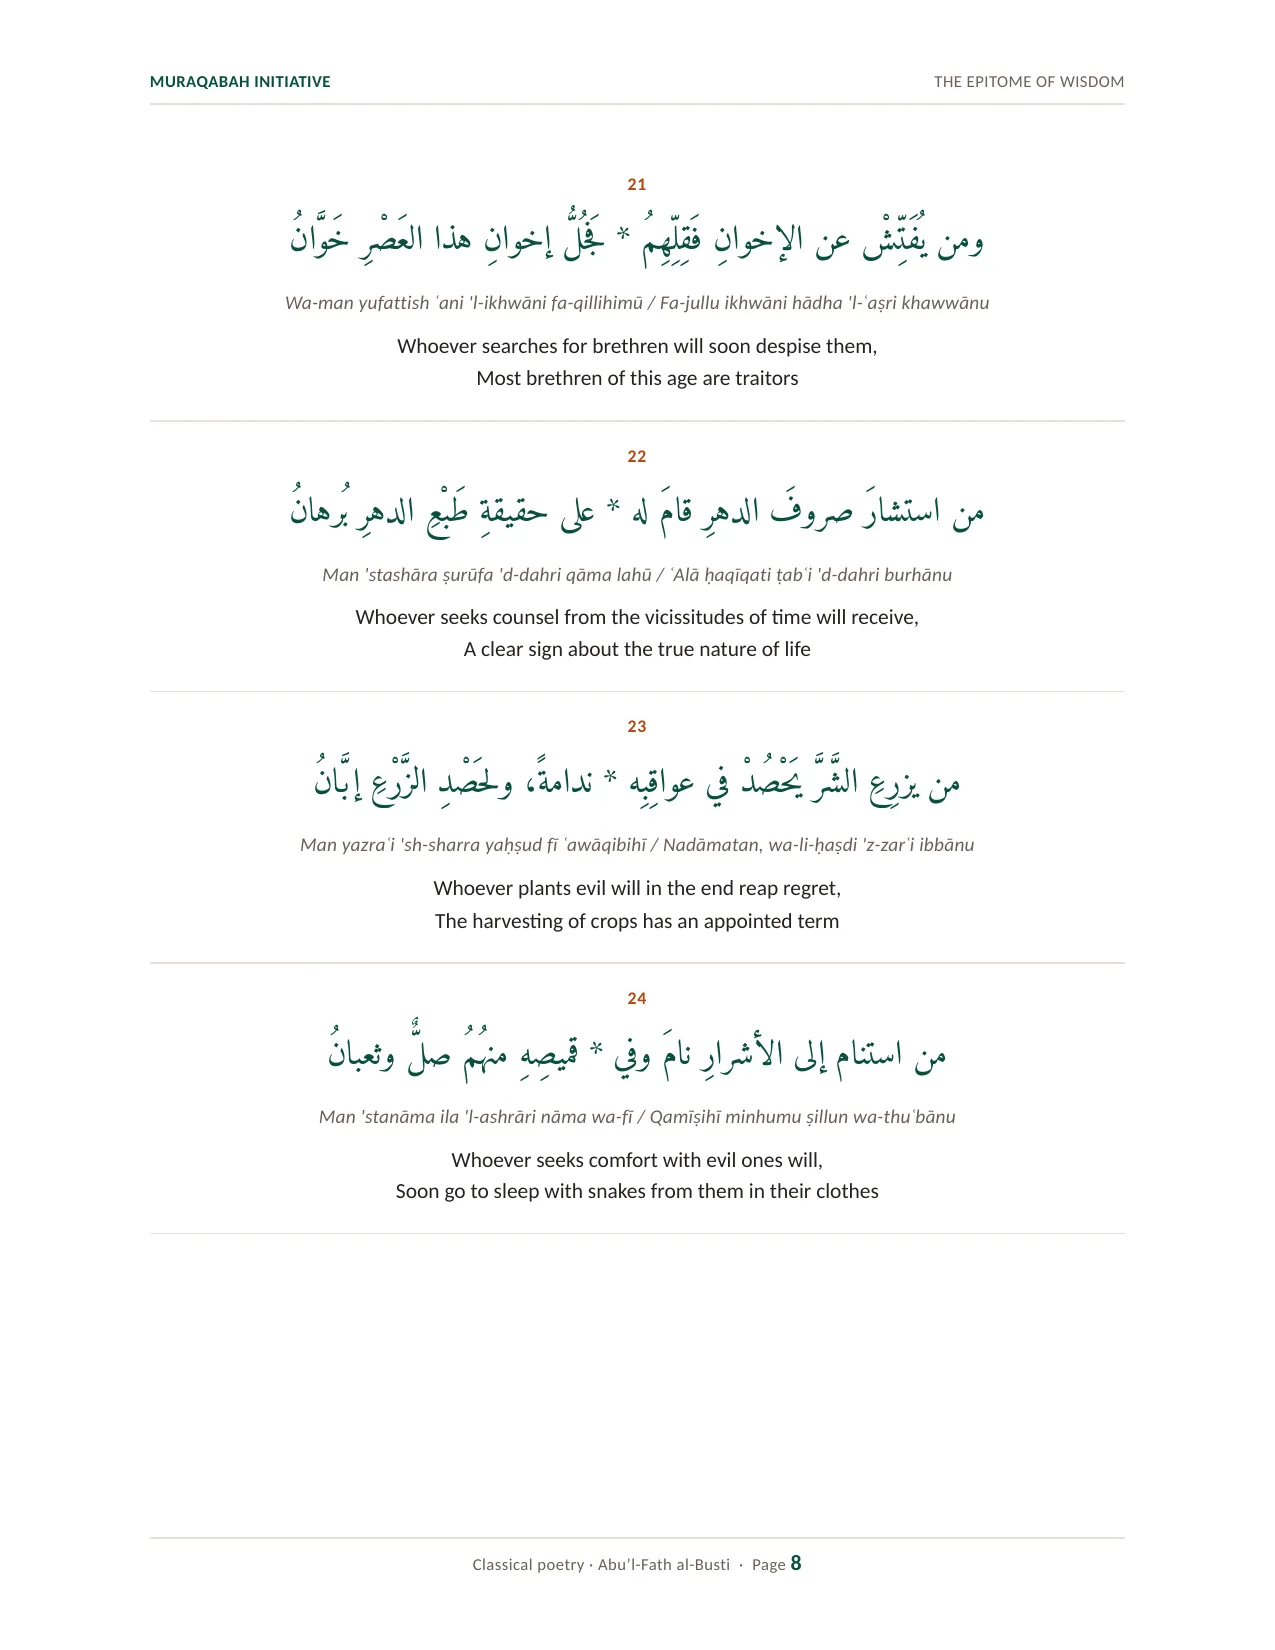 MURAQABAH INITIATIVE
THE EPITOME OF WISDOM
21
ومن يُفَتِّشْ عن الإخوانِ فَقِلِّهِمُ * فَجُلُّ إخوانِ هذا العَصْرِ خَوَّانُ
Wa-man yufattish ʿani 'l-ikhwāni fa-qillihimū / Fa-jullu ikhwāni hādha 'l-ʿaṣri khawwānu
Whoever searches for brethren will soon despise them,
Most brethren of this age are traitors
22
من استشارَ صروفَ الدهرِ قامَ له * على حقيقةِ طَبْعِ الدهرِ بُرهانُ
Man 'stashāra ṣurūfa 'd-dahri qāma lahū / ʿAlā ḥaqīqati ṭabʿi 'd-dahri burhānu
Whoever seeks counsel from the vicissitudes of time will receive,
A clear sign about the true nature of life
23
من يزرِعِ الشَّرَّ يَحْصُدْ في عواقِبِه * ندامةً، ولحَصْدِ الزَّرْعِ إبَّانُ
Man yazraʿi 'sh-sharra yaḥṣud fī ʿawāqibihī / Nadāmatan, wa-li-ḥaṣdi 'z-zarʿi ibbānu
Whoever plants evil will in the end reap regret,
The harvesting of crops has an appointed term
24
من استنام إلى الأشرارِ نامَ وفي * قميصِهِ منهُمُ صلٌّ وثعبانُ
Man 'stanāma ila 'l-ashrāri nāma wa-fī / Qamīṣihī minhumu ṣillun wa-thuʿbānu
Whoever seeks comfort with evil ones will,
Soon go to sleep with snakes from them in their clothes
Classical poetry · Abu’l-Fath al-Busti · Page 8